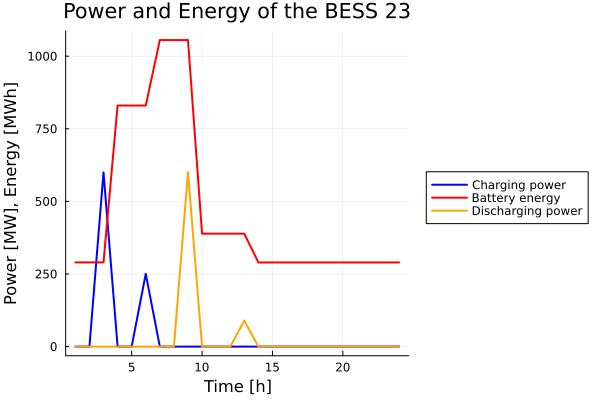 Power and Energy of the BESS 23
Power [MW], Energy [MWh]
1000
750
500
250
0
5
10
15
20
Time [h]
Charging power
Battery energy
Discharging power